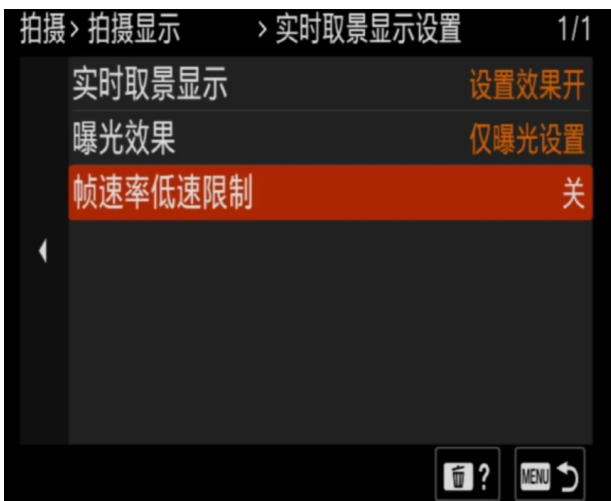 拍摄> 拍摄显示 > 实时取景显示设置 1/1
实时取景显示 设置效果开
曝光效果 仅曝光设置
帧速率低速限制 关
? MENU